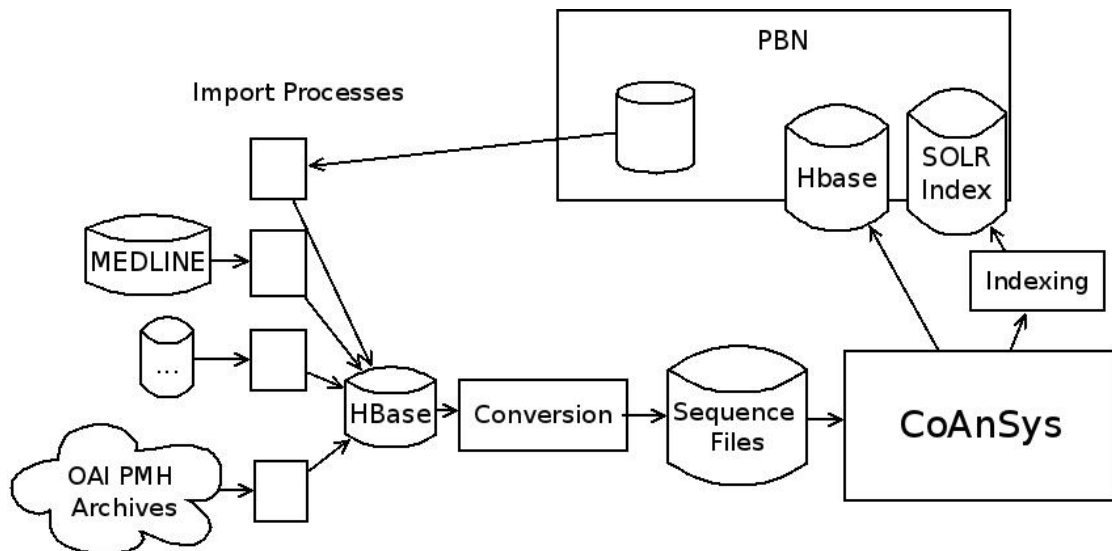 PBN
Import Processes
Hbase
SOLR
Index
MEDLINE
Indexing
...
HBase
Conversion
Sequence
Files
CoAnSys
OAI PMH
Archives